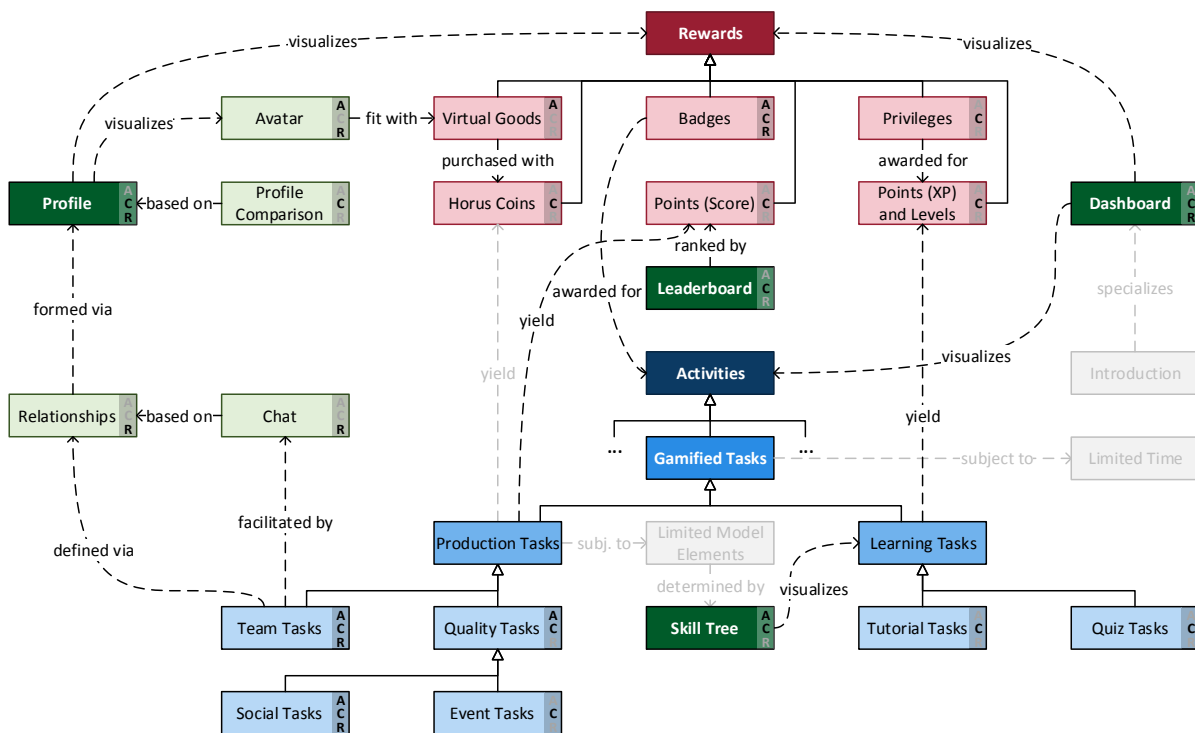 Rewards
visualizes
visualizes
Avatar
A
C
R
visualizes
fit with
Virtual Goods
A
C
R
Badges
A
C
R
Privileges
A
C
R
purchased with
awarded for
Profile
A
C
R
based on
Profile
Comparison
A
C
R
Horus Coins
A
C
R
Points (Score)
A
C
R
Points (XP)
and Levels
A
C
R
Dashboard
A
C
R
ranked by
Leaderboard
A
C
R
awarded for
specializes
formed via
yield
yield
Activities
visualizes
Introduction
Relationships
A
C
R
based on
Chat
A
C
R
yield
...
...
Gamified Tasks
subject to
Limited Time
facilitated by
defined via
Production Tasks
subj. to
Limited Model
Elements
Learning Tasks
determined by
visualizes
Team Tasks
A
C
R
Quality Tasks
A
C
R
Skill Tree
A
C
R
Tutorial Tasks
A
C
R
Quiz Tasks
A
C
R
Social Tasks
A
C
R
Event Tasks
A
C
R